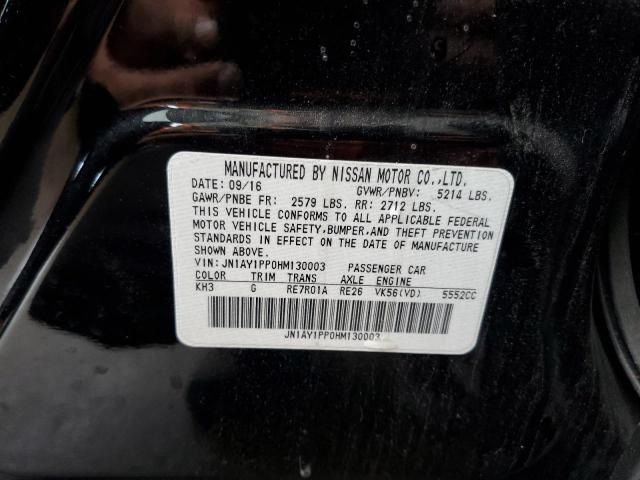 MANUFACTURED BY NISSAN MOTOR CO.,LTD.
DATE: 09/16 GVWR/PNBV: 5214 LBS.
GAWR/PNBE FR: 2579 LBS. RR: 2712 LBS.
THIS VEHICLE CONFORMS TO ALL APPLICABLE FEDERAL
MOTOR VEHICLE SAFETY,BUMPER,AND THEFT PREVENTION
STANDARDS IN EFFECT ON THE DATE OF MANUFACTURE
SHOWN ABOVE.
VIN: JN1AY1PP0HM130003 PASSENGER CAR
COLOR TRIM TRANS AXLE ENGINE
KH3 G RE7R01A RE26 VK56(VD) 5552CC
JN1AY1PP0HM130003